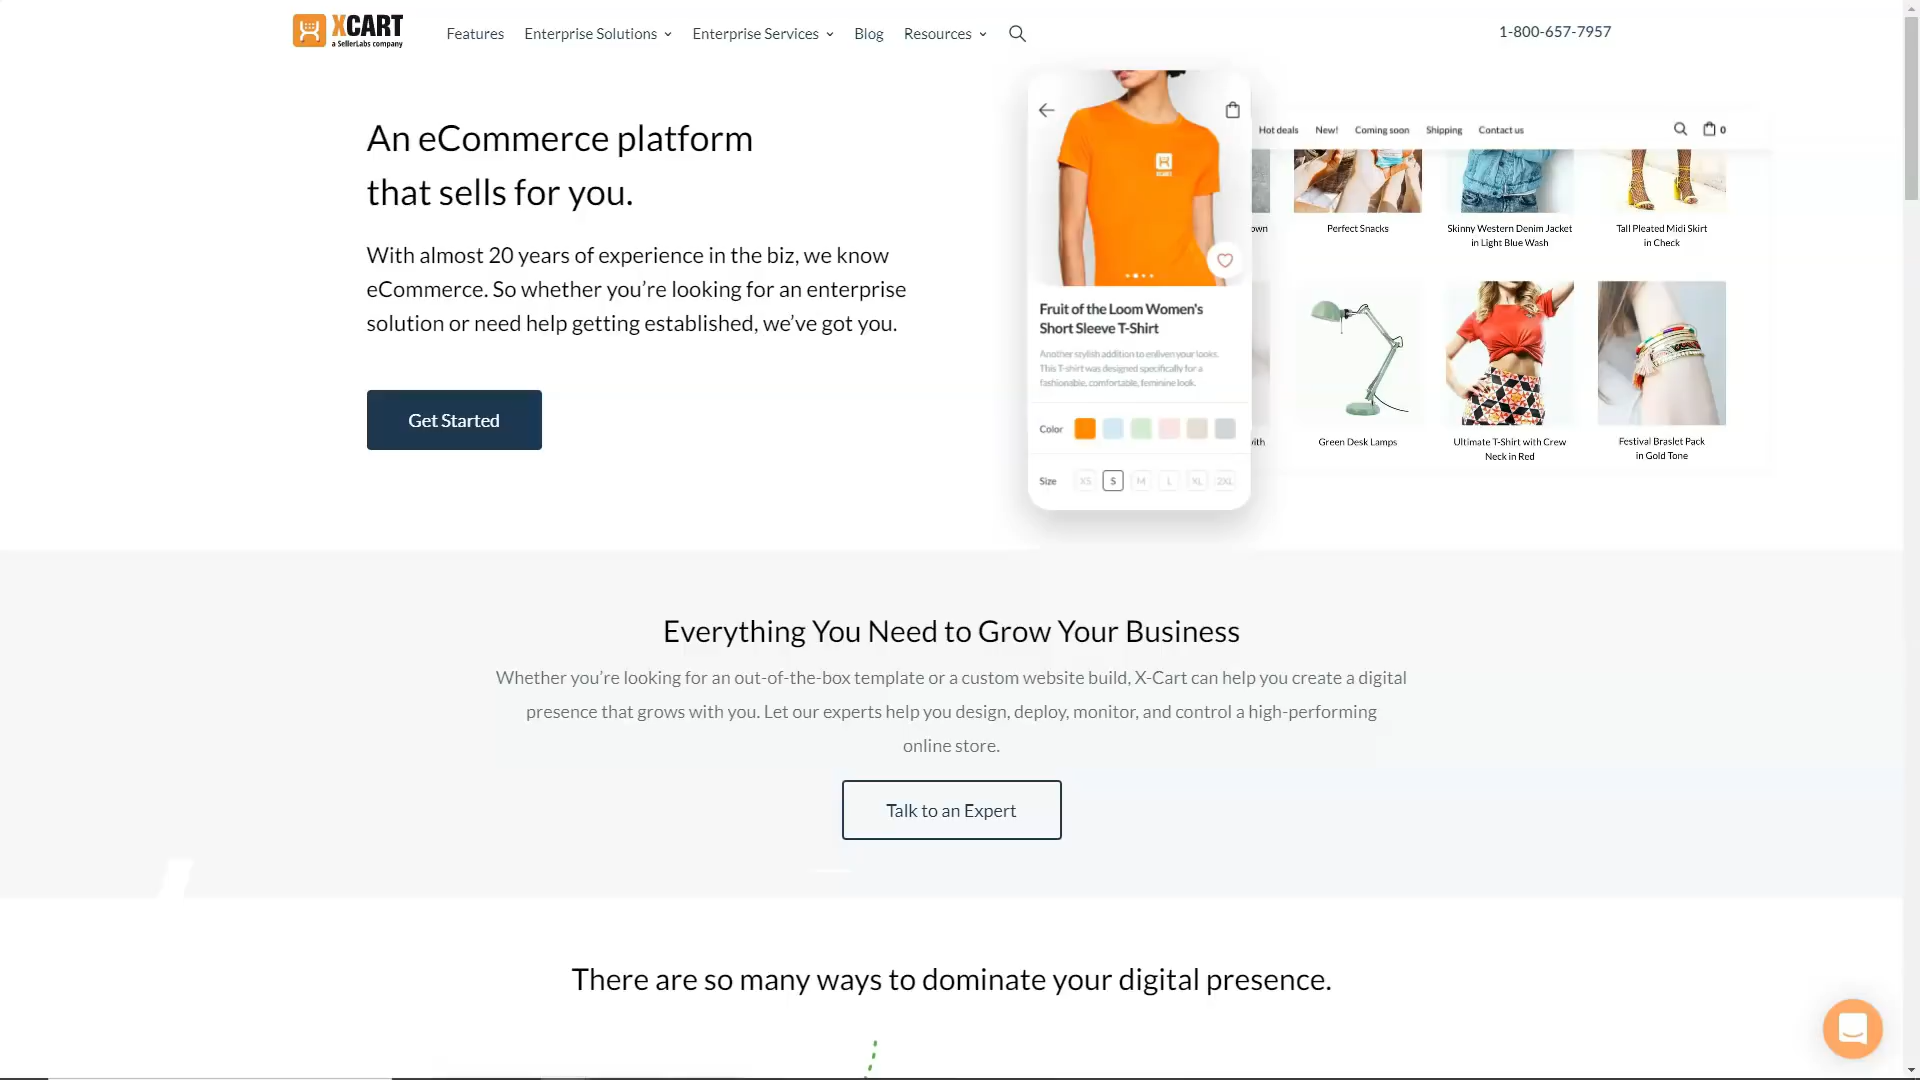 XCART
a SellerLabs company
Features
Enterprise Solutions
Enterprise Services
Blog
Resources
1-800-657-7957
An eCommerce platform
that sells for you.
With almost 20 years of experience in the biz, we know
eCommerce. So whether you’re looking for an enterprise
solution or need help getting established, we’ve got you.
Get Started
XCART
Fruit of the Loom Women's
Short Sleeve T-Shirt
Another stylish addition to enliven your looks.
This T-shirt was designed specifically for a
fashionable, comfortable, feminine look.
Color
Size XS S M L XL 2XL
Hot deals New! Coming soon Shipping Contact us
0
Perfect Snacks
Skinny Western Denim Jacket
in Light Blue Wash
Tall Pleated Midi Skirt
in Check
Green Desk Lamps
Ultimate T-Shirt with Crew
Neck in Red
Festival Braslet Pack
in Gold Tone
Everything You Need to Grow Your Business
Whether you’re looking for an out-of-the-box template or a custom website build, X-Cart can help you create a digital
presence that grows with you. Let our experts help you design, deploy, monitor, and control a high-performing
online store.
Talk to an Expert
There are so many ways to dominate your digital presence.